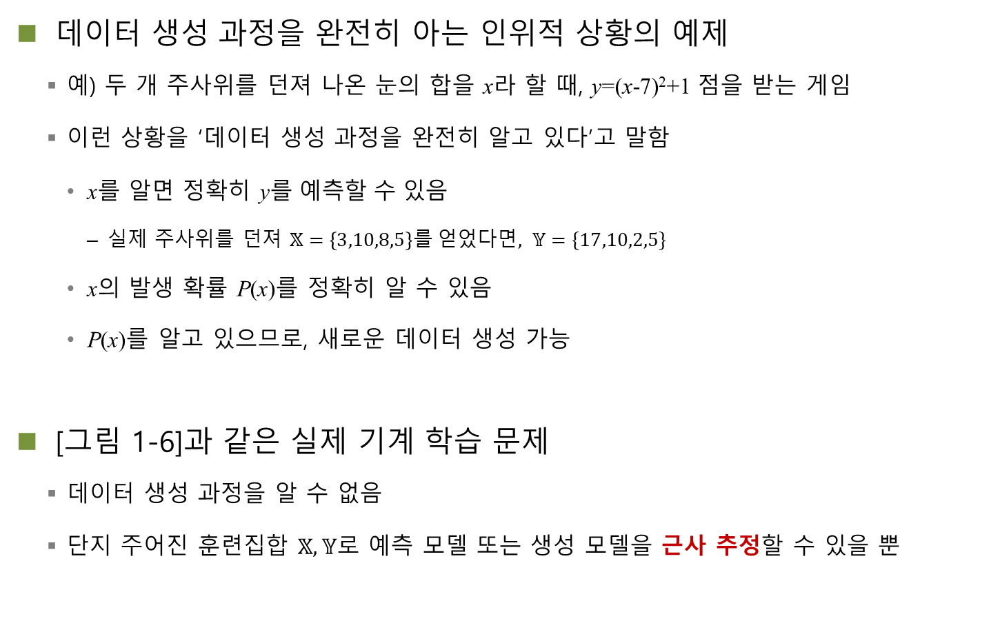 ■ 데이터 생성 과정을 완전히 아는 인위적 상황의 예제
▪ 예) 두 개 주사위를 던져 나온 눈의 합을 x라 할 때, y=(x-7)²+1 점을 받는 게임
▪ 이런 상황을 ‘데이터 생성 과정을 완전히 알고 있다’고 말함
• x를 알면 정확히 y를 예측할 수 있음
– 실제 주사위를 던져 𝕏 = {3,10,8,5}를 얻었다면, 𝕐 = {17,10,2,5}
• x의 발생 확률 P(x)를 정확히 알 수 있음
• P(x)를 알고 있으므로, 새로운 데이터 생성 가능
■ [그림 1-6]과 같은 실제 기계 학습 문제
▪ 데이터 생성 과정을 알 수 없음
▪ 단지 주어진 훈련집합 𝕏, 𝕐로 예측 모델 또는 생성 모델을 근사 추정할 수 있을 뿐